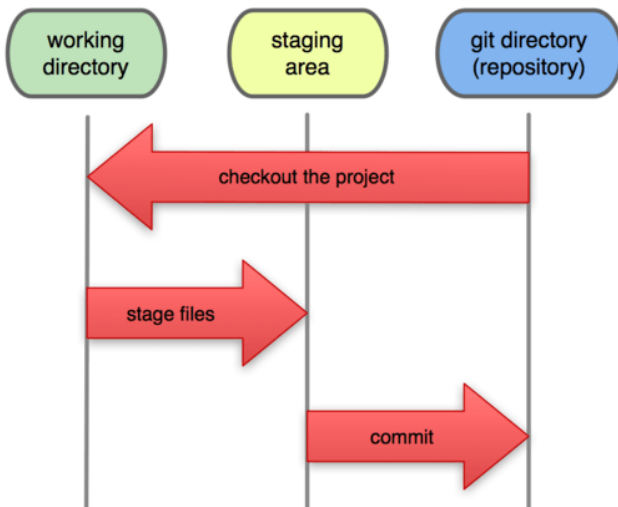 working
directory
staging
area
git directory
(repository)
checkout the project
stage files
commit